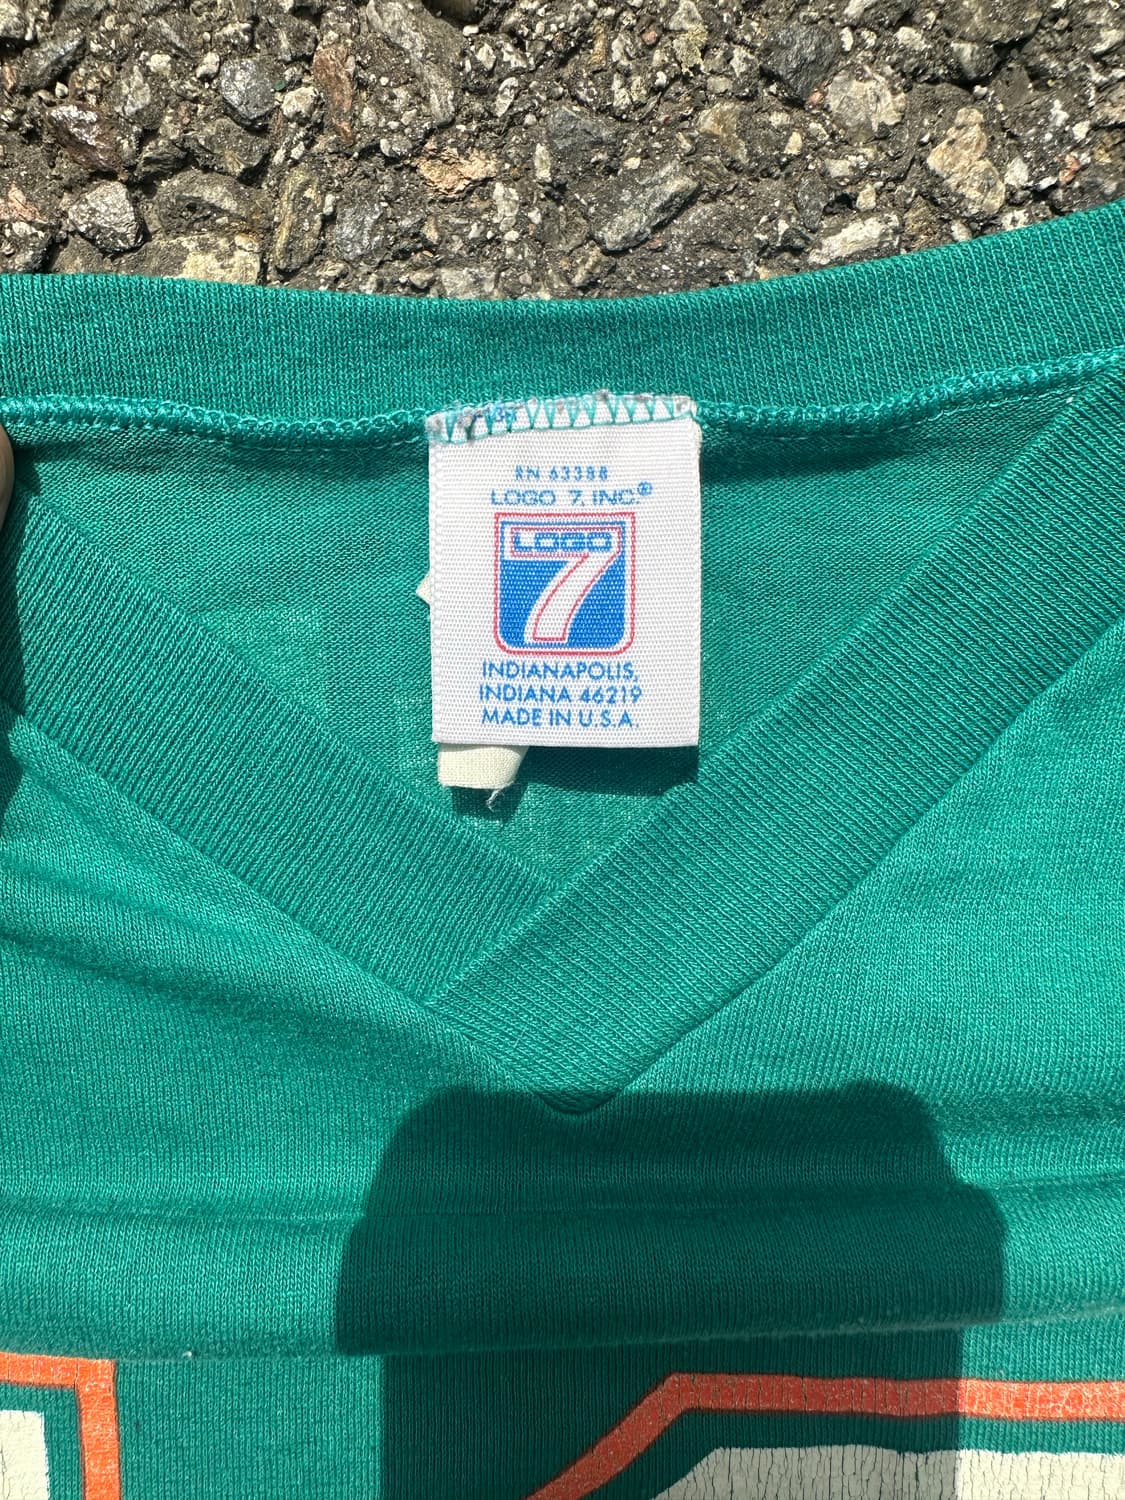 RN 63388
LOGO 7, INC.®
LOGO
7
INDIANAPOLIS,
INDIANA 46219
MADE IN U.S.A.